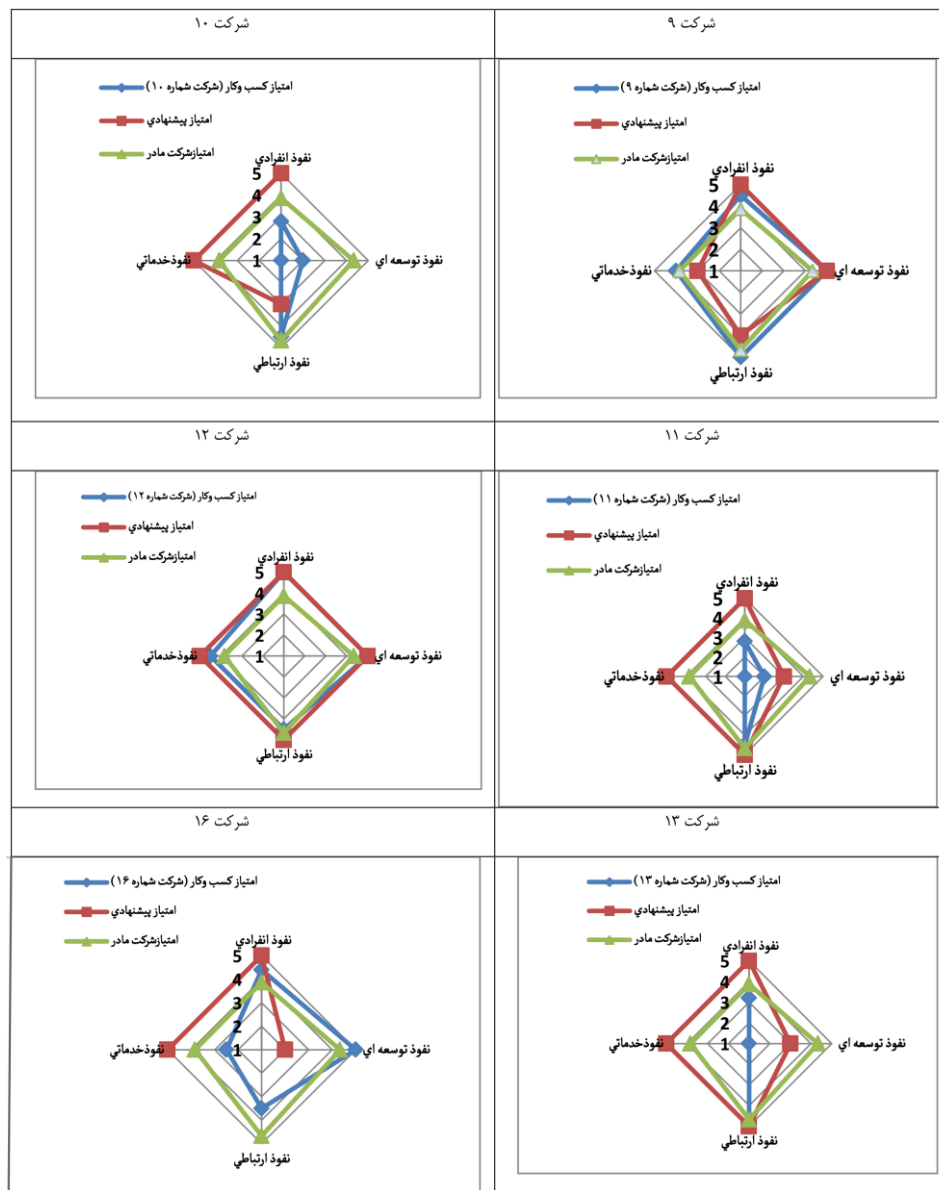 شرکت ۹
امتیاز کسب وکار (شرکت شماره ۹)
امتیاز پیشنهادي
امتیازشرکت مادر
نفوذ انفرادي
5
4
3
2
1
نفوذ توسعه اي
نفوذخدماتي
نفوذ ارتباطي
شرکت ۱۰
امتیاز کسب وکار (شرکت شماره ۱۰)
امتیاز پیشنهادي
امتیازشرکت مادر
نفوذ انفرادي
5
4
3
2
1
نفوذ توسعه اي
نفوذخدماتي
نفوذ ارتباطي
شرکت ۱۱
امتیاز کسب وکار (شرکت شماره ۱۱)
امتیاز پیشنهادي
امتیازشرکت مادر
نفوذ انفرادي
5
4
3
2
1
نفوذ توسعه اي
نفوذخدماتي
نفوذ ارتباطي
شرکت ۱۲
امتیاز کسب وکار (شرکت شماره ۱۲)
امتیاز پیشنهادي
امتیازشرکت مادر
نفوذ انفرادي
5
4
3
2
1
نفوذ توسعه اي
نفوذخدماتي
نفوذ ارتباطي
شرکت ۱۳
امتیاز کسب وکار (شرکت شماره ۱۳)
امتیاز پیشنهادي
امتیازشرکت مادر
نفوذ انفرادي
5
4
3
2
1
نفوذ توسعه اي
نفوذخدماتي
نفوذ ارتباطي
شرکت ۱۶
امتیاز کسب وکار (شرکت شماره ۱۶)
امتیاز پیشنهادي
امتیازشرکت مادر
نفوذ انفرادي
5
4
3
2
1
نفوذ توسعه اي
نفوذخدماتي
نفوذ ارتباطي